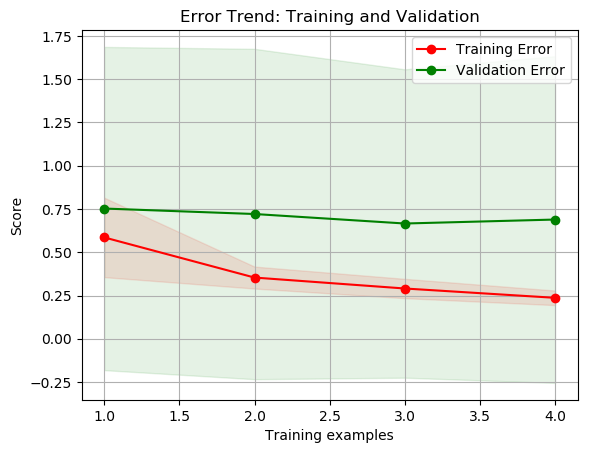 Error Trend: Training and Validation
Training Error
Validation Error
Score
1.75
1.50
1.25
1.00
0.75
0.50
0.25
0.00
−0.25
1.0 1.5 2.0 2.5 3.0 3.5 4.0
Training examples